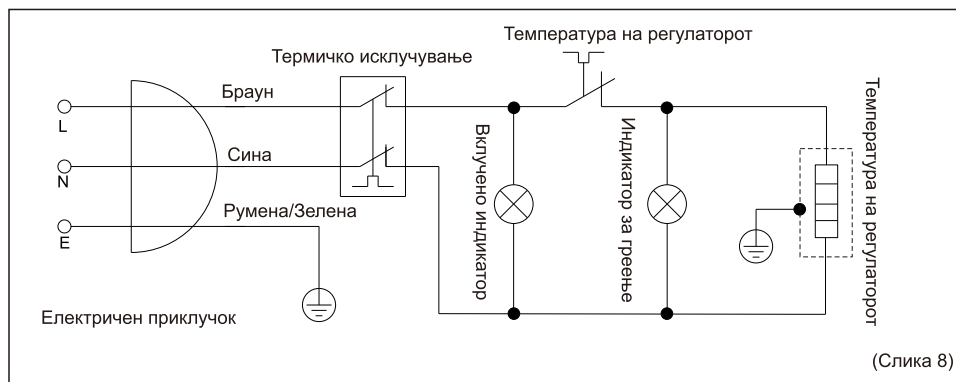 Температура на регулаторот
Термичко исклучување
Браун
L
Сина
N
Румена/Зелена
E
Вклучено индикатор
Индикатор за греење
Температура на регулаторот
Електричен приклучок
(Слика 8)